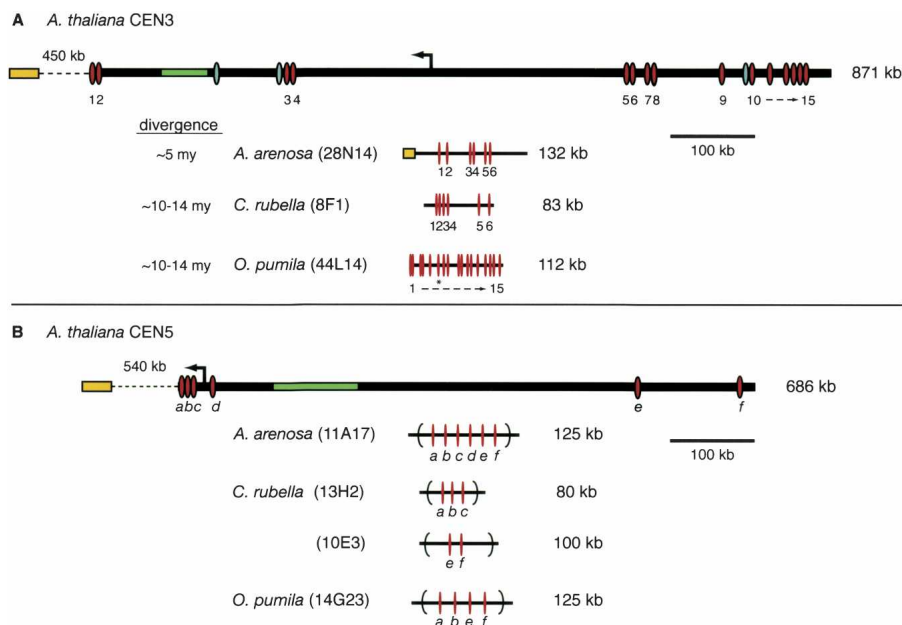 A A. thaliana CEN3
450 kb
871 kb
12 34 56 78 9 10 15
divergence
100 kb
~5 my A. arenosa (28N14) 132 kb
12 34 56
~10-14 my C. rubella (8F1) 83 kb
1234 56
~10-14 my O. pumila (44L14) 112 kb
*
1 15
B A. thaliana CEN5
540 kb
686 kb
abc d e f
100 kb
A. arenosa (11A17) 125 kb
a b c d e f
C. rubella (13H2) 80 kb
a b c
(10E3) 100 kb
e f
O. pumila (14G23) 125 kb
a b e f